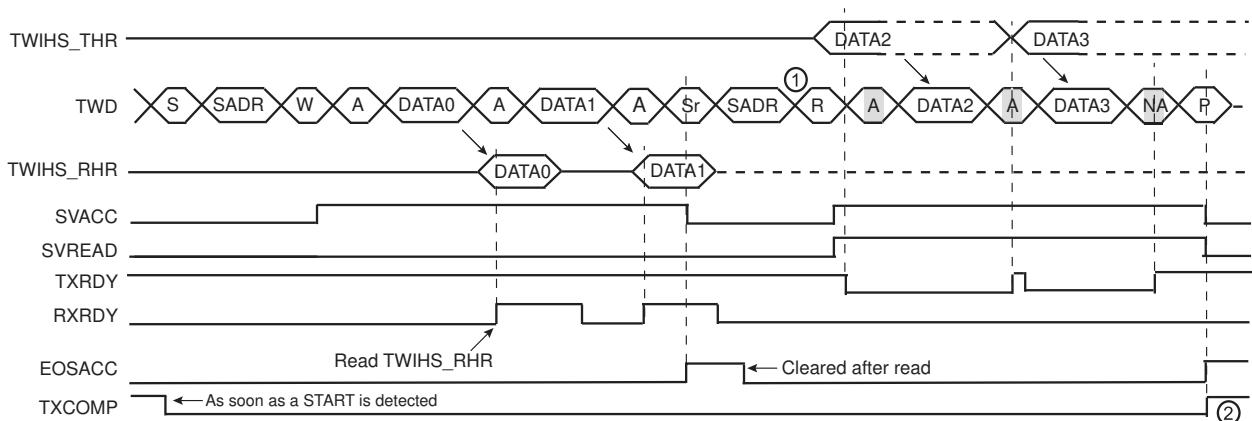 TWIHS_THR DATA2 DATA3
①
TWD S SADR W A DATA0 A DATA1 A Sr SADR R A DATA2 A DATA3 NA P
TWIHS_RHR DATA0 DATA1
SVACC
SVREAD
TXRDY
RXRDY
Read TWIHS_RHR
EOSACC Cleared after read
TXCOMP As soon as a START is detected ②